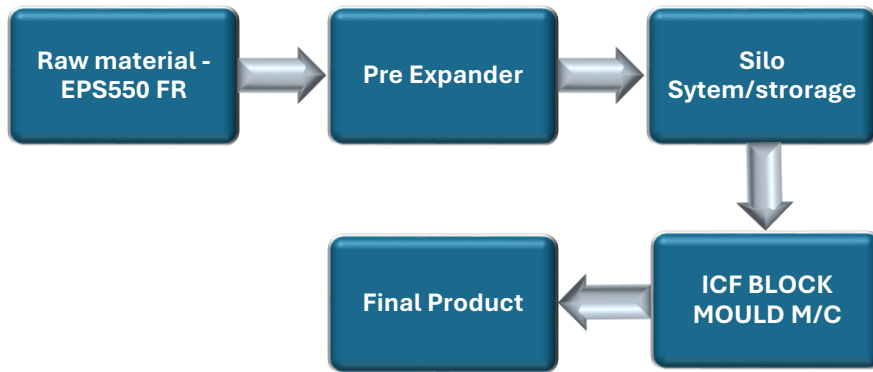 Raw material -
EPS550 FR
Pre Expander
Silo
Sytem/strorage
ICF BLOCK
MOULD M/C
Final Product